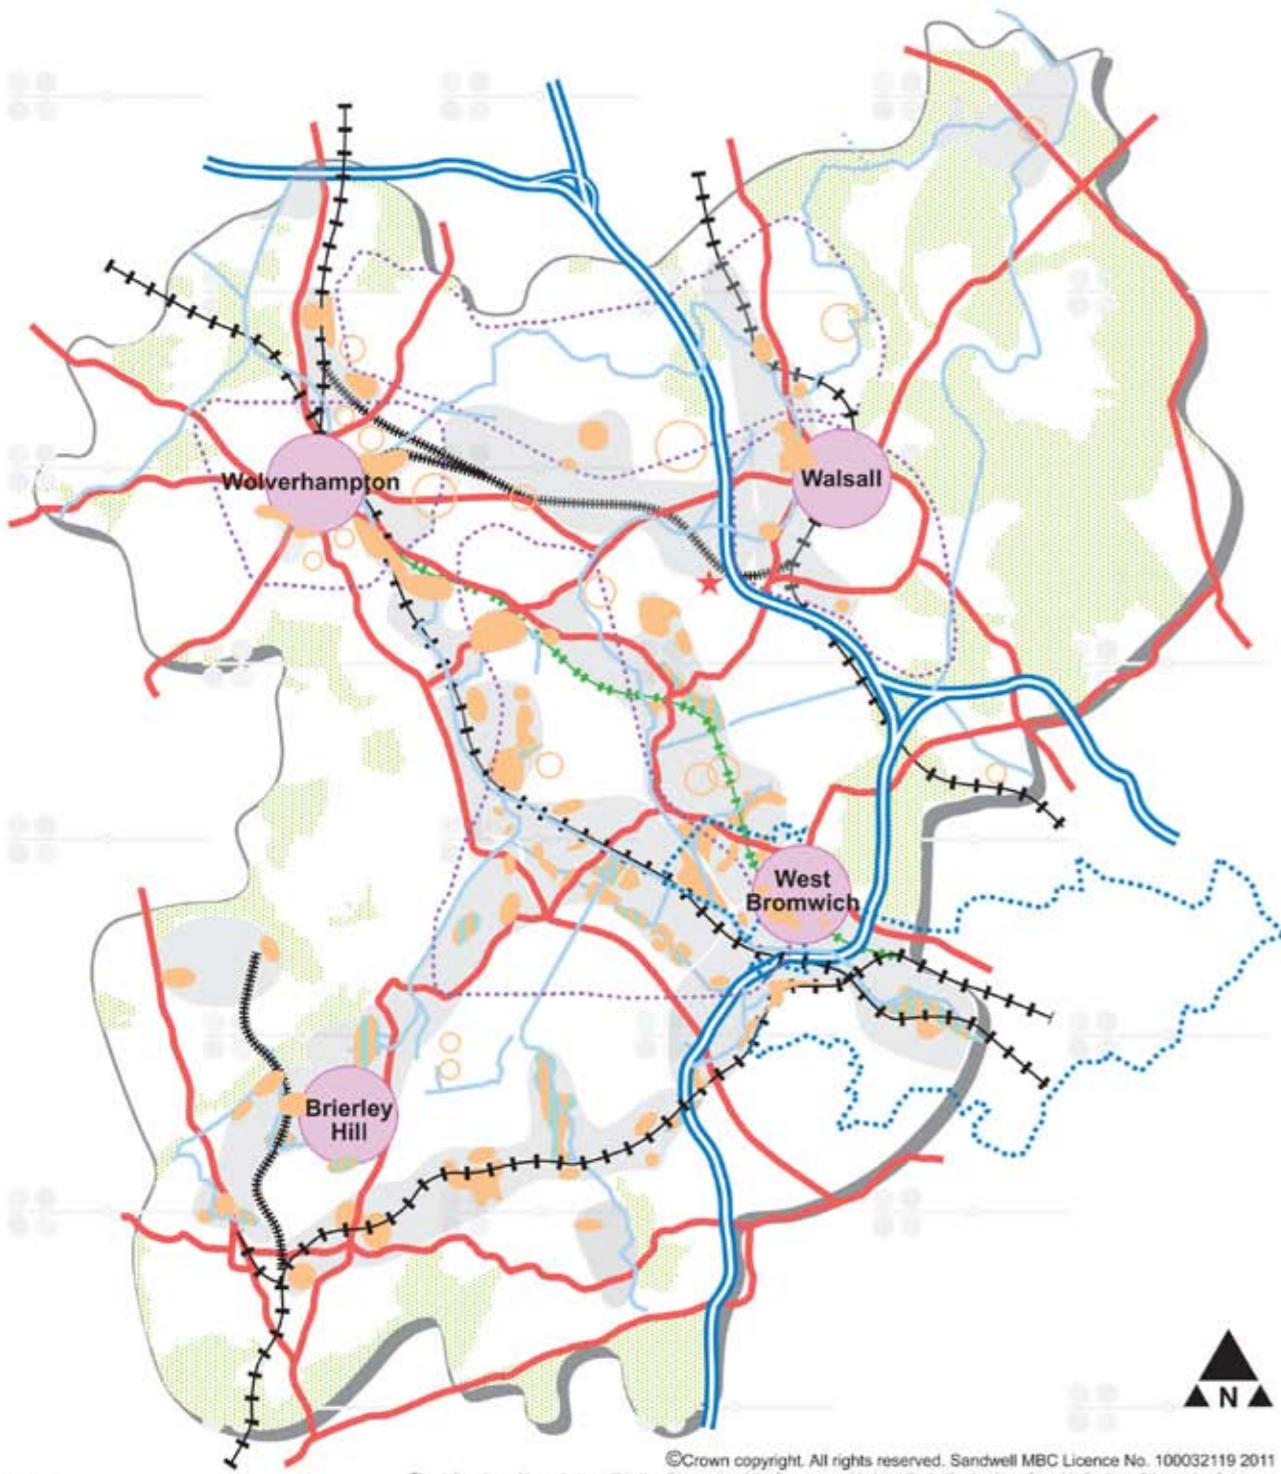 Wolverhampton
Walsall
West
Bromwich
Brierley
Hill
N
©Crown copyright. All rights reserved. Sandwell MBC Licence No. 100032119 2011